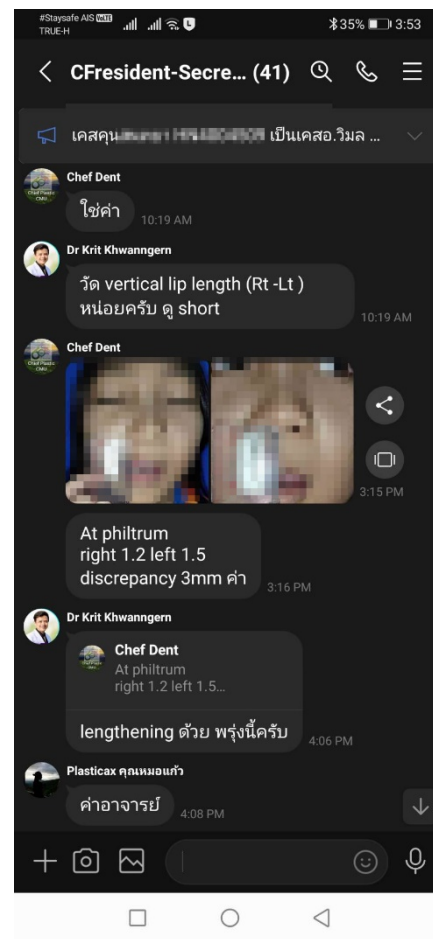 #Staysafe AIS
TRUE-H
35% 3:53
CFresident-Secre... (41)
เคสคุณ เป็นเคสอ.วิมล ...
Chef Dent
ใช่ค่า
10:19 AM
Dr Krit Khwanngern
วัด vertical lip length (Rt -Lt )
หน่อยครับ ดู short
10:19 AM
Chef Dent
3:15 PM
At philtrum
right 1.2 left 1.5
discrepancy 3mm ค่า
3:16 PM
Dr Krit Khwanngern
Chef Dent
At philtrum
right 1.2 left 1.5...
lengthening ด้วย พรุ่งนี้ครับ
4:06 PM
Plasticax คุณหมอแก้ว
ค่าอาจารย์
4:08 PM